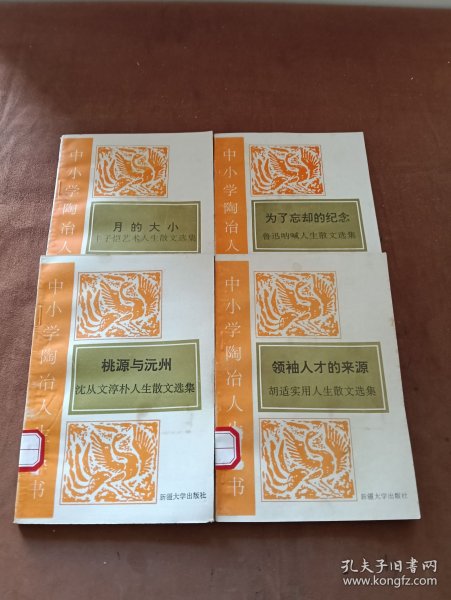 中小学陶冶人
月的大小
丰子恺艺术人生散文选集
中小学陶冶人
为了忘却的纪念
鲁迅呐喊人生散文选集
中小学陶冶人
书
桃源与沅州
沈从文淳朴人生散文选集
新疆大学出版社
中小学陶冶人
书
领袖人才的来源
胡适实用人生散文选集
新疆大学出版社
孔夫子旧书网
www.kongfz.com